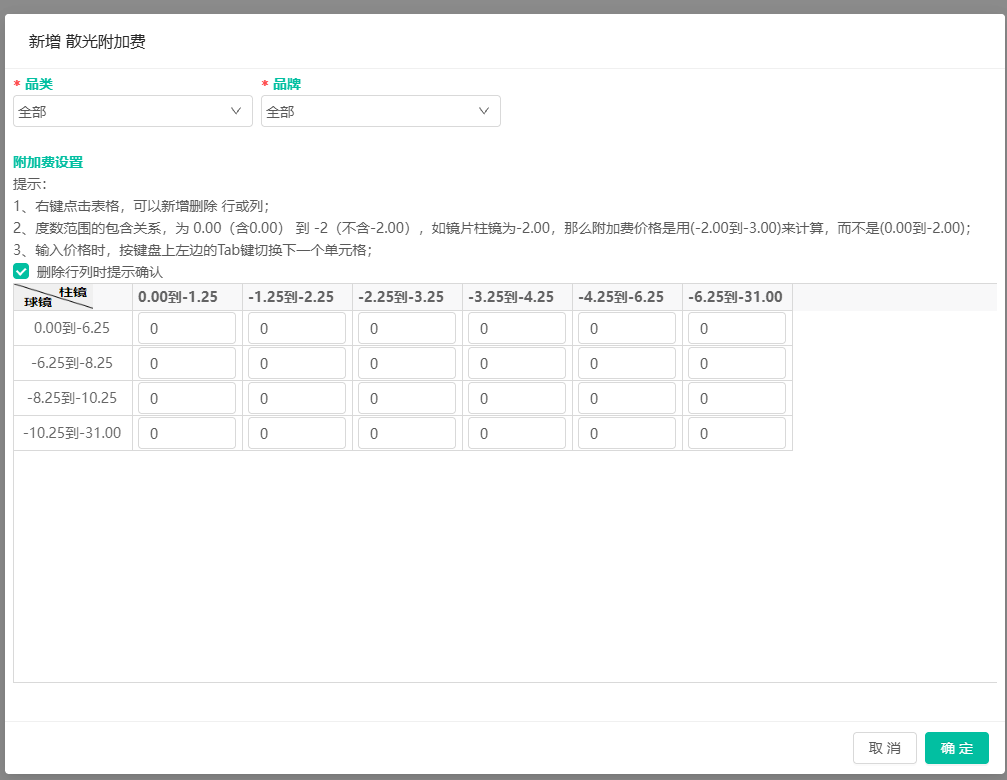 新增 散光附加费
* 品类 * 品牌
全部 全部
附加费设置
提示：
1、右键点击表格，可以新增删除 行或列；
2、度数范围的包含关系，为 0.00（含0.00） 到 -2（不含-2.00），如镜片柱镜为-2.00，那么附加费价格是用(-2.00到-3.00)来计算，而不是(0.00到-2.00)；
3、输入价格时，按键盘上左边的Tab键切换下一个单元格；
删除行列时提示确认
柱镜 球镜 0.00到-1.25 -1.25到-2.25 -2.25到-3.25 -3.25到-4.25 -4.25到-6.25 -6.25到-31.00
0.00到-6.25 0 0 0 0 0 0
-6.25到-8.25 0 0 0 0 0 0
-8.25到-10.25 0 0 0 0 0 0
-10.25到-31.00 0 0 0 0 0 0
取 消 确 定